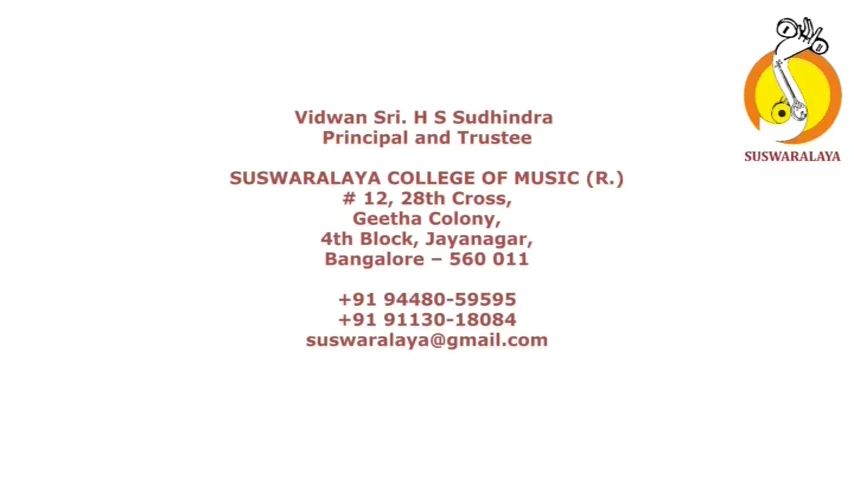 Vidwan Sri. H S Sudhindra
Principal and Trustee
SUSWARALAYA COLLEGE OF MUSIC (R.)
# 12, 28th Cross,
Geetha Colony,
4th Block, Jayanagar,
Bangalore – 560 011
+91 94480-59595
+91 91130-18084
suswaralaya@gmail.com
SUSWARALAYA